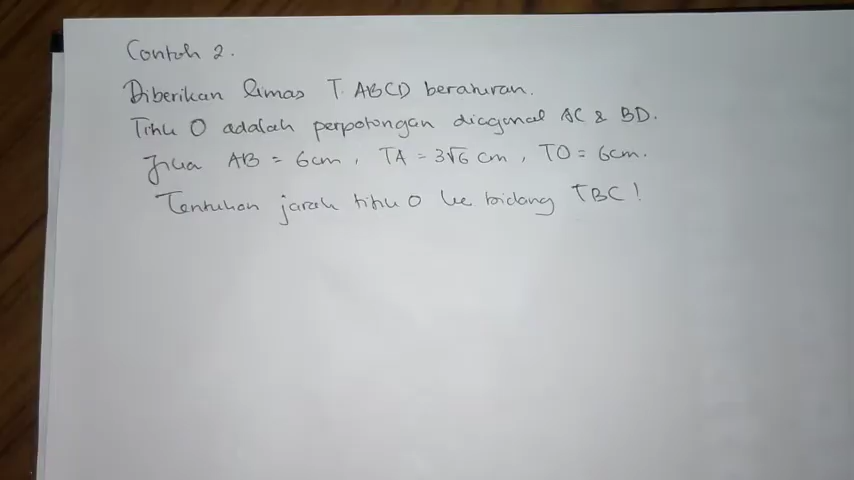 Contoh 2.
Diberikan limas T. ABCD beraturan.
Titik O adalah perpotongan diagonal AC & BD.
Jika AB = 6cm, TA = 3√6 cm, TO = 6cm.
Tentukan jarak titik O ke bidang TBC!